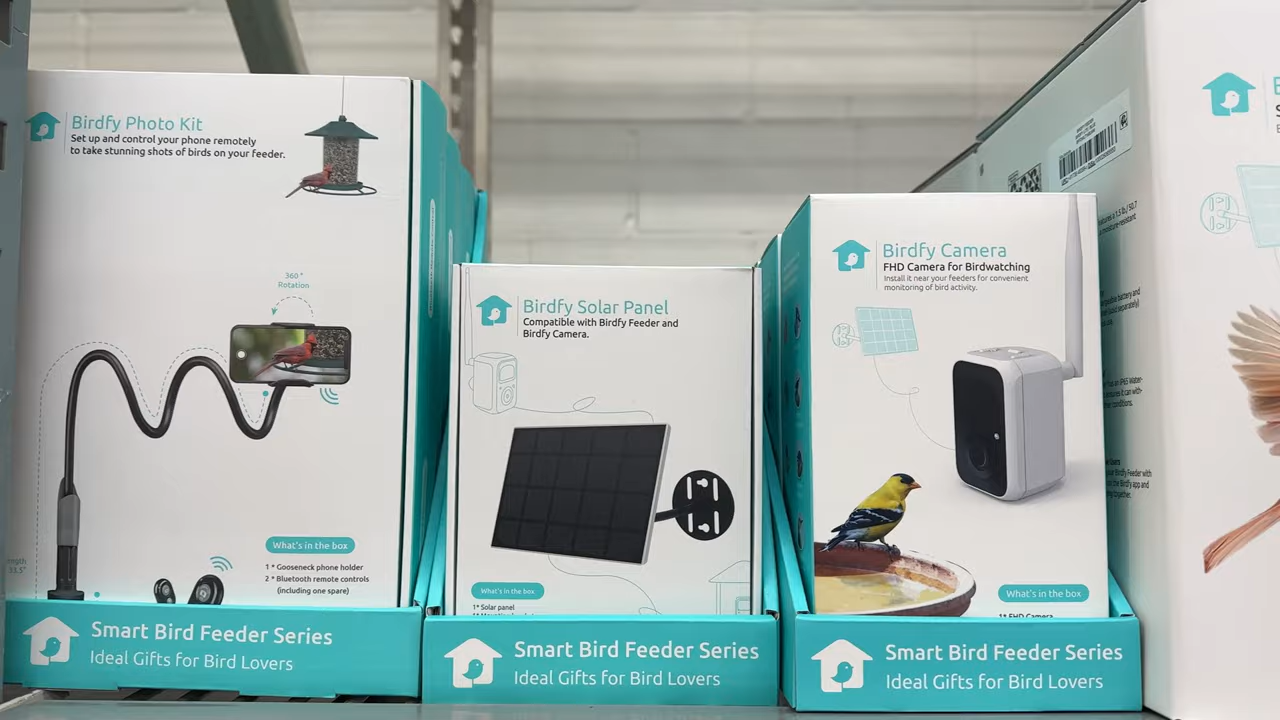 Birdfy Photo Kit
Set up and control your phone remotely
to take stunning shots of birds on your feeder.
360°
Rotation
What's in the box
1 * Gooseneck phone holder
2 * Bluetooth remote controls
(including one spare)
Smart Bird Feeder Series
Ideal Gifts for Bird Lovers
Birdfy Solar Panel
Compatible with Birdfy Feeder and
Birdfy Camera.
What's in the box
1* Solar panel
Smart Bird Feeder Series
Ideal Gifts for Bird Lovers
Birdfy Camera
FHD Camera for Birdwatching
Install it near your feeders for convenient
monitoring of bird activity.
What's in the box
1* FHD Camera
Smart Bird Feeder Series
Ideal Gifts for Bird Lovers